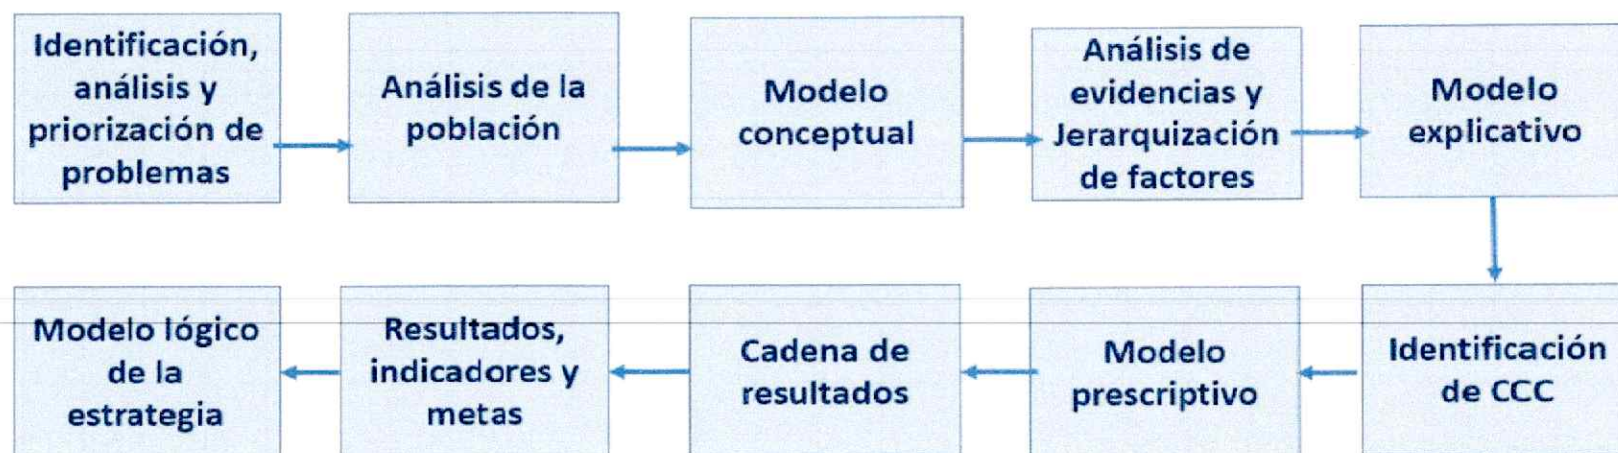 Identificación,
análisis y
priorización de
problemas
Análisis de la
población
Modelo
conceptual
Análisis de
evidencias y
Jerarquización
de factores
Modelo
explicativo
Identificación
de CCC
Modelo
prescriptivo
Cadena de
resultados
Resultados,
indicadores y
metas
Modelo lógico
de la
estrategia